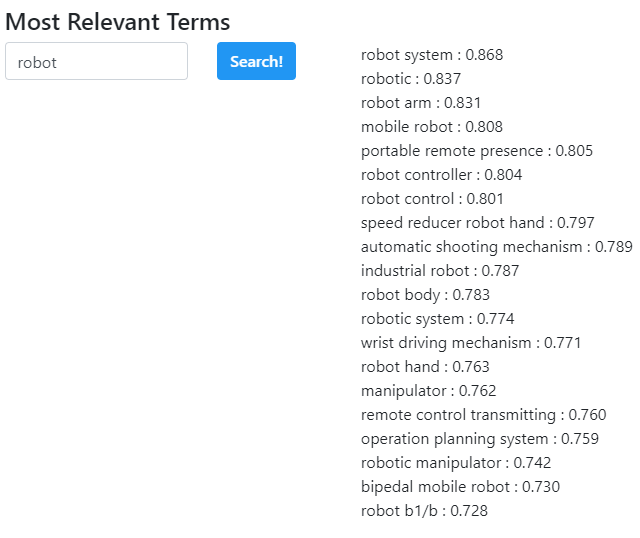 Most Relevant Terms
robot
Search!
robot system : 0.868
robotic : 0.837
robot arm : 0.831
mobile robot : 0.808
portable remote presence : 0.805
robot controller : 0.804
robot control : 0.801
speed reducer robot hand : 0.797
automatic shooting mechanism : 0.789
industrial robot : 0.787
robot body : 0.783
robotic system : 0.774
wrist driving mechanism : 0.771
robot hand : 0.763
manipulator : 0.762
remote control transmitting : 0.760
operation planning system : 0.759
robotic manipulator : 0.742
bipedal mobile robot : 0.730
robot b1/b : 0.728